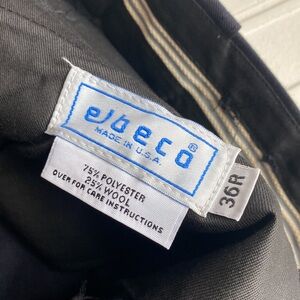 elbeco®
MADE IN U.S.A.
75% POLYESTER
25% WOOL
OVER FOR CARE INSTRUCTIONS
36R